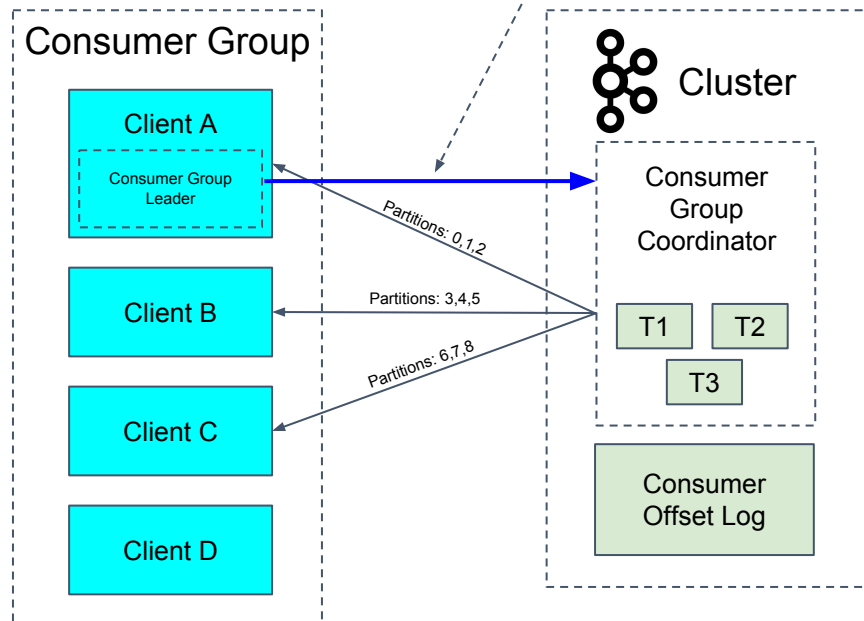 Consumer Group
Client A
Consumer Group
Leader
Client B
Client C
Client D
Partitions: 0,1,2
Partitions: 3,4,5
Partitions: 6,7,8
Cluster
Consumer
Group
Coordinator
T1
T2
T3
Consumer
Offset Log